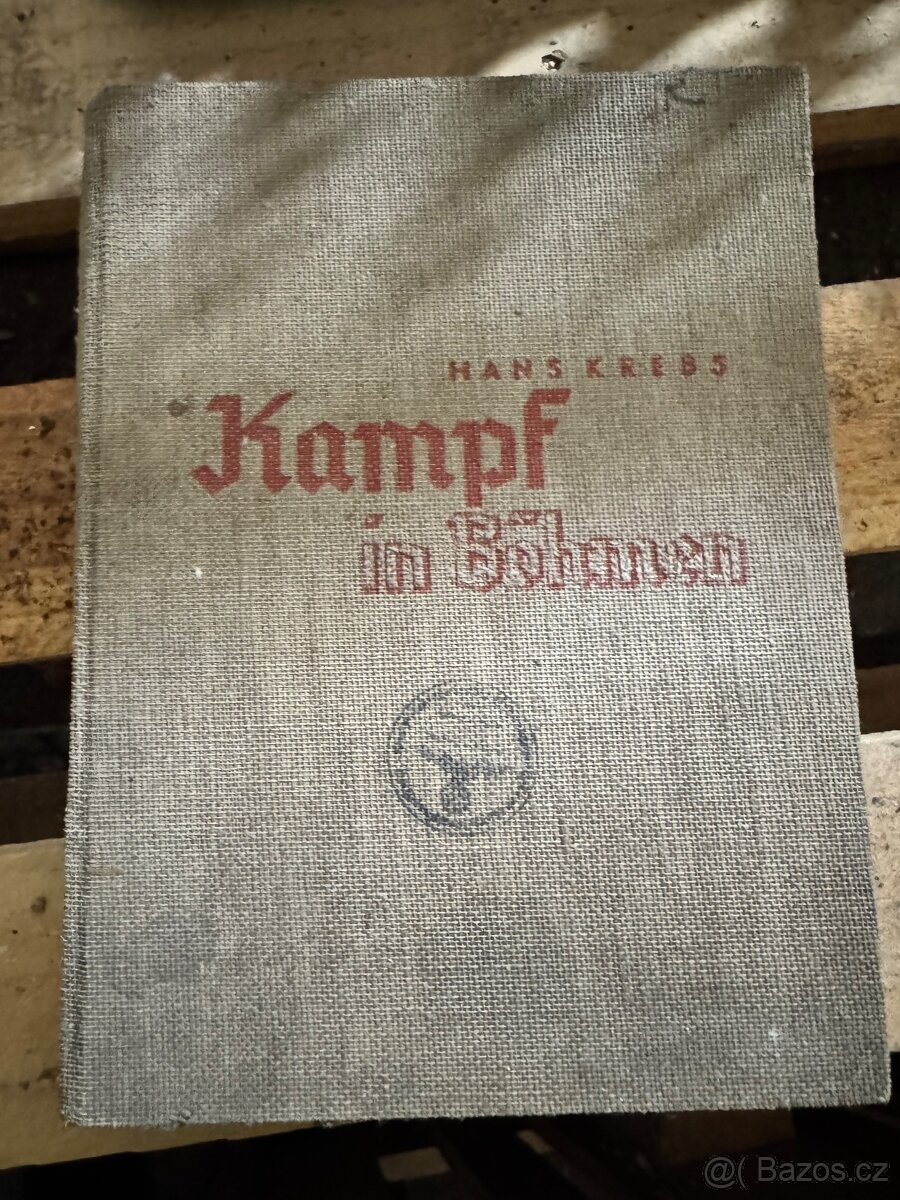 HANS KREBS
Kampf
in Böhmen
@( Bazos.cz